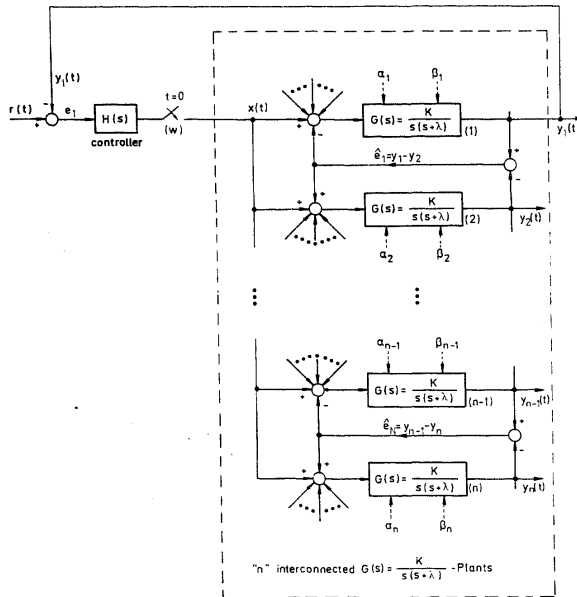 y₁(t)
r(t)
e₁
H(s)
controller
t=0
(w)
x(t)
α₁
β₁
G(s)= K / s(s+λ)
(1)
y₁(t)
ê₁=y₁-y₂
G(s)= K / s(s+λ)
(2)
y₂(t)
α₂
β₂
αₙ₋₁
βₙ₋₁
G(s)= K / s(s+λ)
(n-1)
yₙ₋₁(t)
ê_N=yₙ₋₁-yₙ
G(s)= K / s(s+λ)
(n)
yₙ(t)
αₙ
βₙ
"n" interconnected G(s)= K / s(s+λ) -Plants